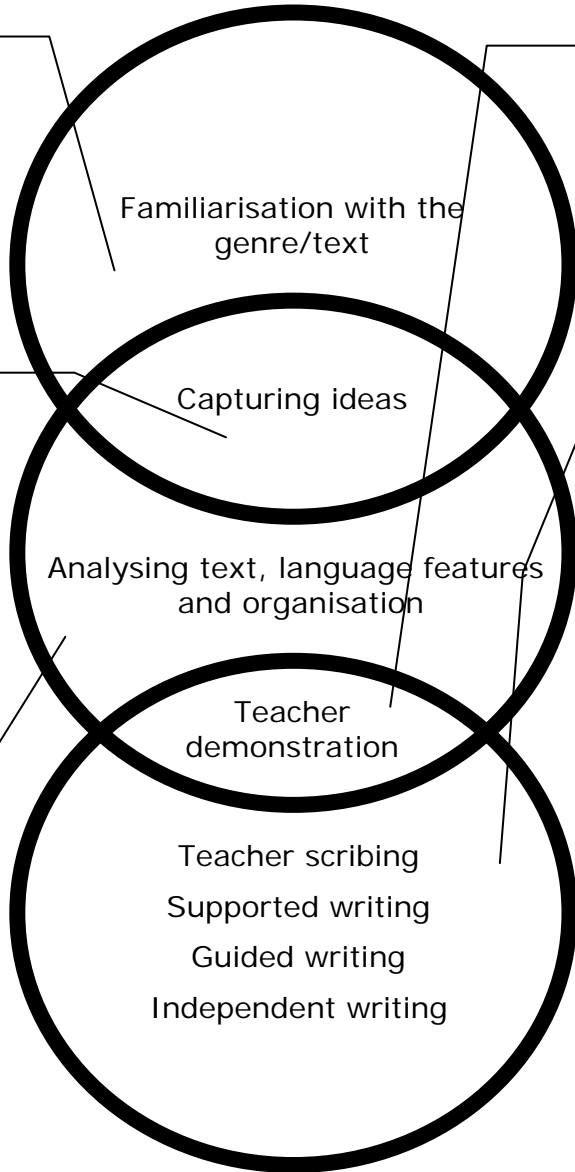 Familiarisation with the
genre/text
Capturing ideas
Analysing text, language features
and organisation
Teacher
demonstration
Teacher scribing
Supported writing
Guided writing
Independent writing